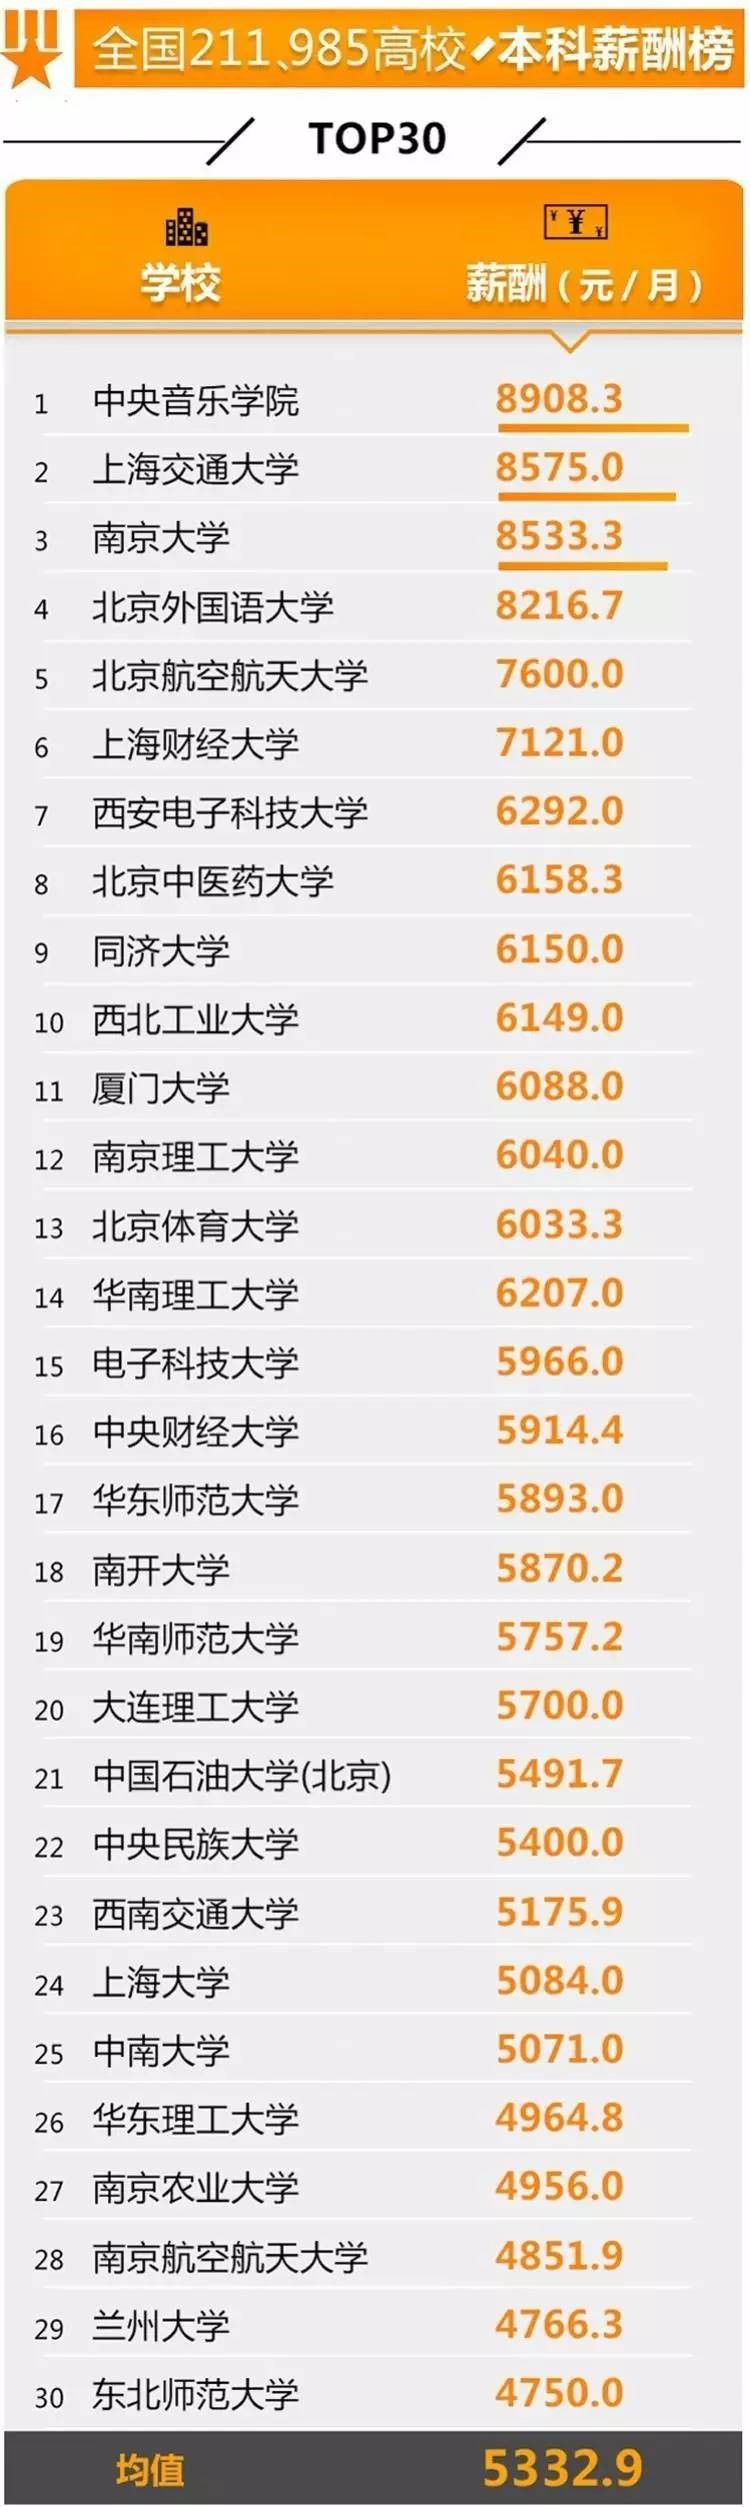 全国211、985高校 本科薪酬榜
TOP30
¥ ¥ ¥
学校 薪酬(元/月)
1 中央音乐学院 8908.3
2 上海交通大学 8575.0
3 南京大学 8533.3
4 北京外国语大学 8216.7
5 北京航空航天大学 7600.0
6 上海财经大学 7121.0
7 西安电子科技大学 6292.0
8 北京中医药大学 6158.3
9 同济大学 6150.0
10 西北工业大学 6149.0
11 厦门大学 6088.0
12 南京理工大学 6040.0
13 北京体育大学 6033.3
14 华南理工大学 6207.0
15 电子科技大学 5966.0
16 中央财经大学 5914.4
17 华东师范大学 5893.0
18 南开大学 5870.2
19 华南师范大学 5757.2
20 大连理工大学 5700.0
21 中国石油大学(北京) 5491.7
22 中央民族大学 5400.0
23 西南交通大学 5175.9
24 上海大学 5084.0
25 中南大学 5071.0
26 华东理工大学 4964.8
27 南京农业大学 4956.0
28 南京航空航天大学 4851.9
29 兰州大学 4766.3
30 东北师范大学 4750.0
均值 5332.9